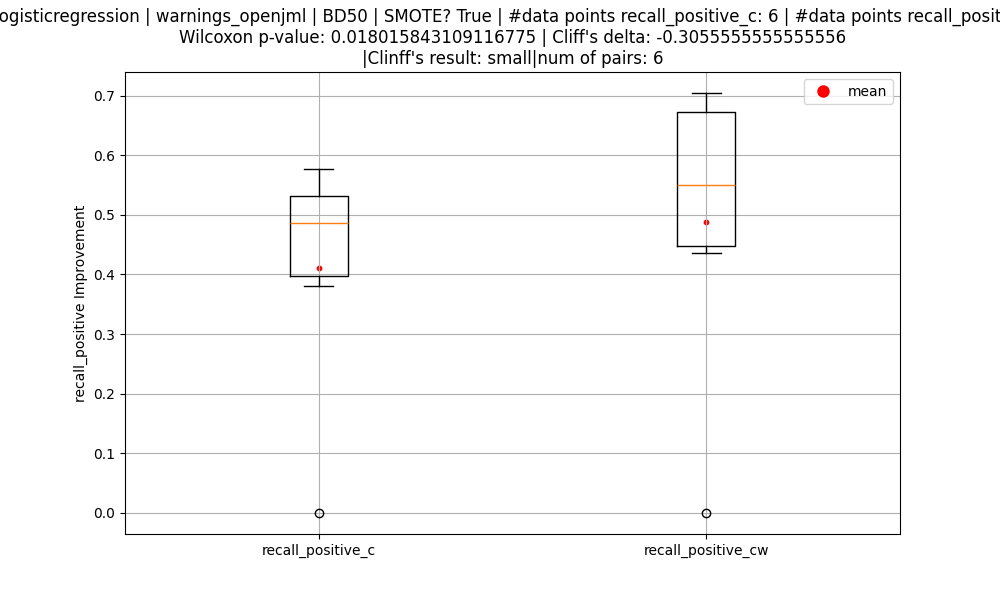 ogisticregression | warnings_openjml | BD50 | SMOTE? True | #data points recall_positive_c: 6 | #data points recall_posit
Wilcoxon p-value: 0.018015843109116775 | Cliff's delta: -0.3055555555555556
|Clinff's result: small|num of pairs: 6
mean
0.7
0.6
0.5
0.4
0.3
0.2
0.1
0.0
recall_positive Improvement
recall_positive_c
recall_positive_cw